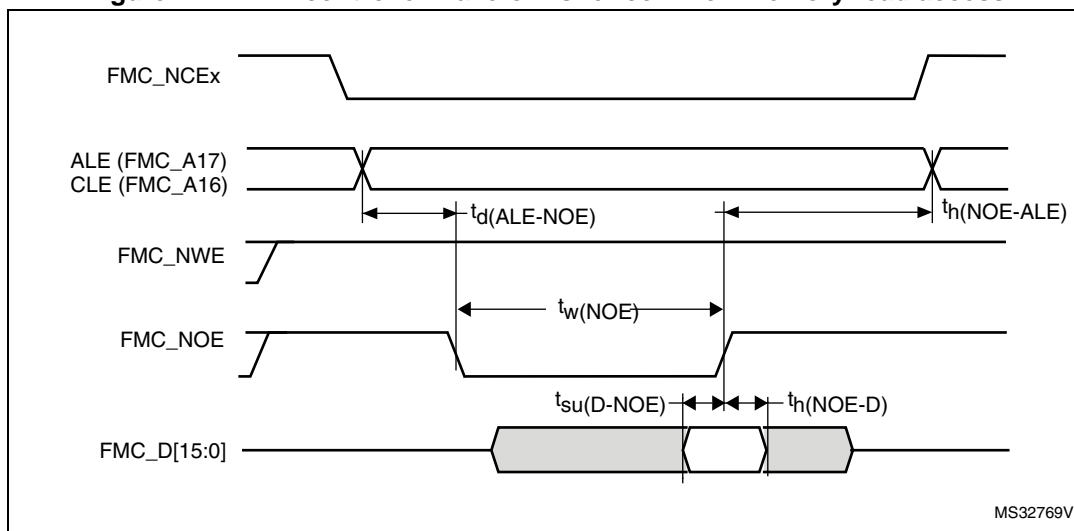 FMC_NCEx
ALE (FMC_A17)
CLE (FMC_A16)
td(ALE-NOE)
th(NOE-ALE)
FMC_NWE
tw(NOE)
FMC_NOE
tsu(D-NOE)
th(NOE-D)
FMC_D[15:0]
MS32769V